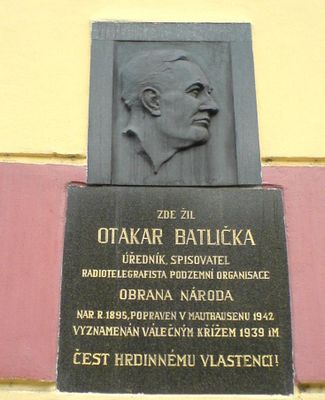 ZDE ŽIL
OTAKAR BATLIČKA
ÚŘEDNÍK, SPISOVATEL
RADIOTELEGRAFISTA PODZEMNÍ ORGANISACE
OBRANA NÁRODA
NAR. R. 1895, POPRAVEN V MAUTHAUSENU 1942
VYZNAMENÁN VÁLEČNÝM KŘÍŽEM 1939 IM.
ČEST HRDINNÉMU VLASTENCI!